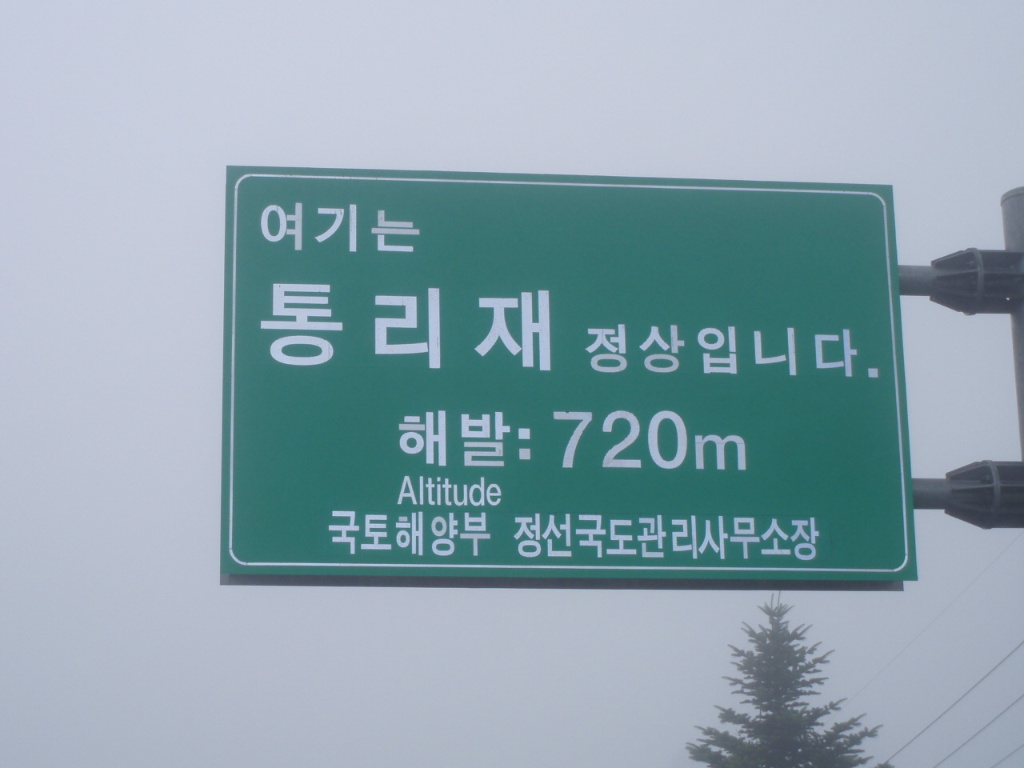 여기는
통리재 정상입니다.
해발: 720m
Altitude
국토해양부 정선국도관리사무소장